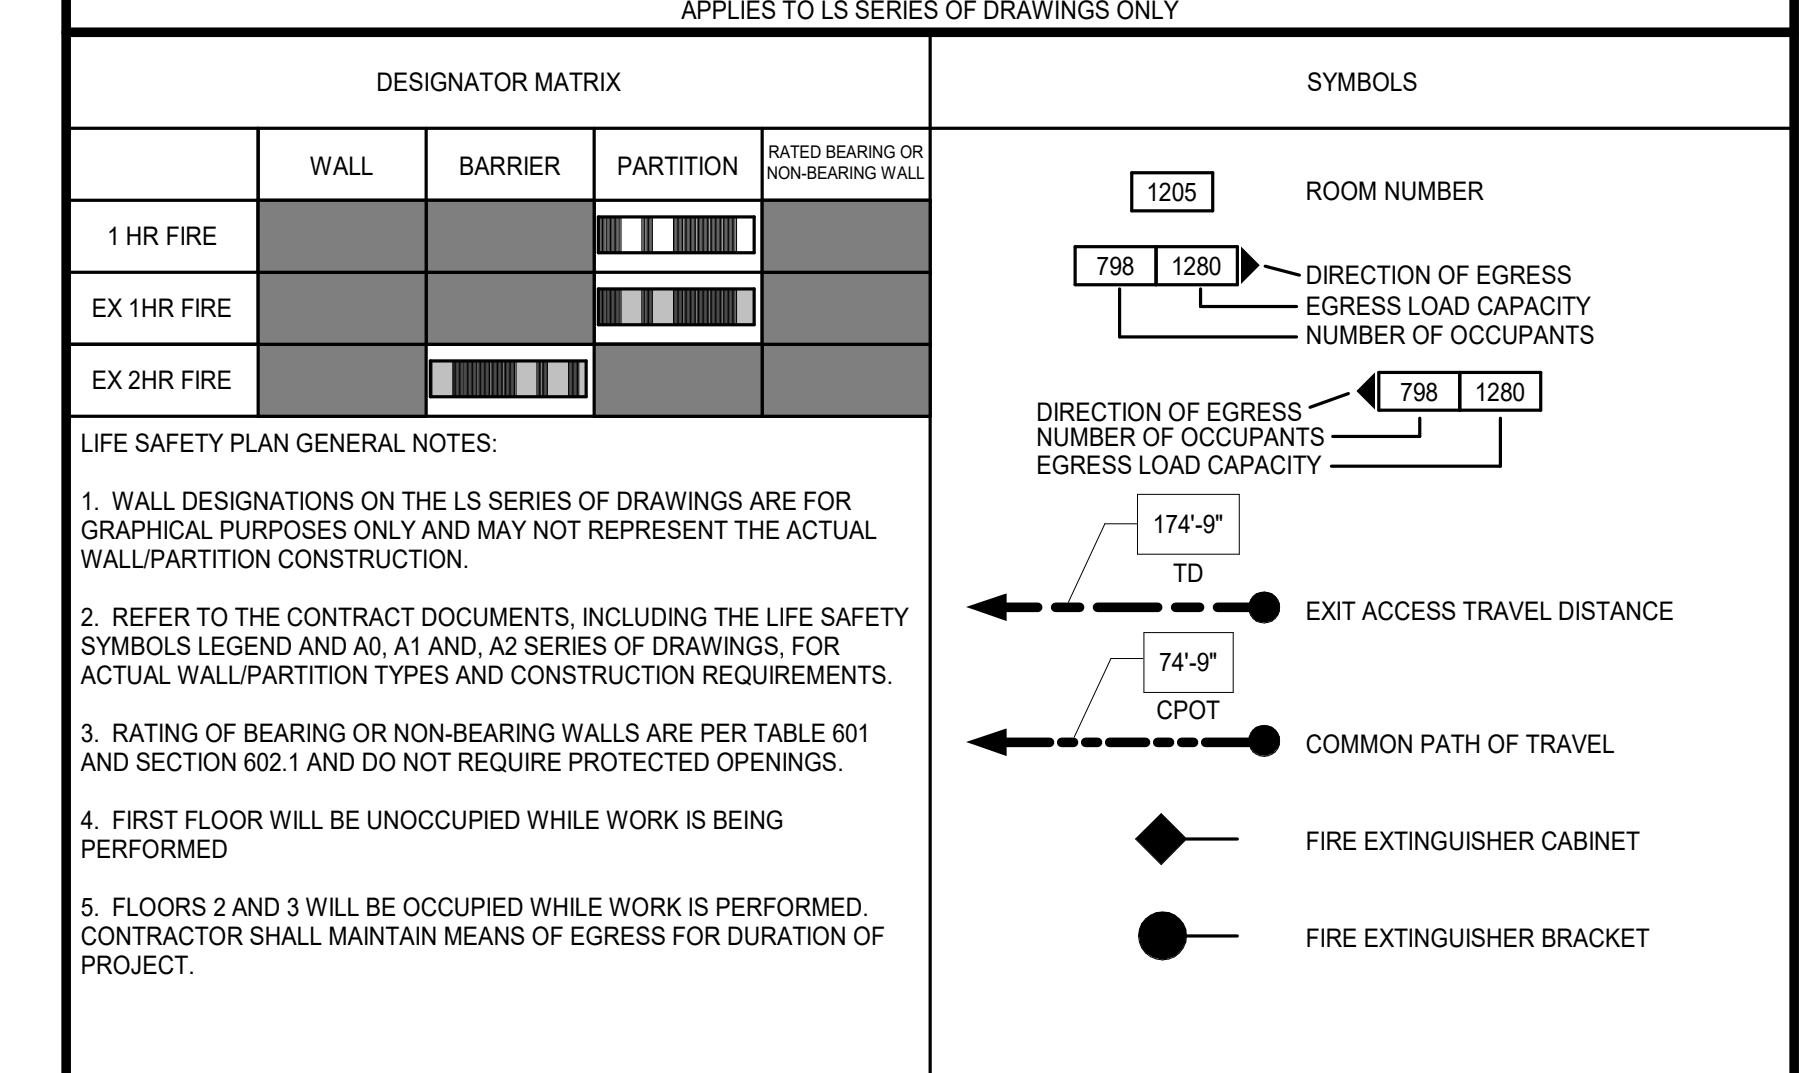 APPLIES TO LS SERIES OF DRAWINGS ONLY
DESIGNATOR MATRIX
WALL
BARRIER
PARTITION
RATED BEARING OR
NON-BEARING WALL
1 HR FIRE
EX 1HR FIRE
EX 2HR FIRE
LIFE SAFETY PLAN GENERAL NOTES:
1. WALL DESIGNATIONS ON THE LS SERIES OF DRAWINGS ARE FOR
GRAPHICAL PURPOSES ONLY AND MAY NOT REPRESENT THE ACTUAL
WALL/PARTITION CONSTRUCTION.
2. REFER TO THE CONTRACT DOCUMENTS, INCLUDING THE LIFE SAFETY
SYMBOLS LEGEND AND A0, A1 AND, A2 SERIES OF DRAWINGS, FOR
ACTUAL WALL/PARTITION TYPES AND CONSTRUCTION REQUIREMENTS.
3. RATING OF BEARING OR NON-BEARING WALLS ARE PER TABLE 601
AND SECTION 602.1 AND DO NOT REQUIRE PROTECTED OPENINGS.
4. FIRST FLOOR WILL BE UNOCCUPIED WHILE WORK IS BEING
PERFORMED
5. FLOORS 2 AND 3 WILL BE OCCUPIED WHILE WORK IS PERFORMED.
CONTRACTOR SHALL MAINTAIN MEANS OF EGRESS FOR DURATION OF
PROJECT.
SYMBOLS
1205 ROOM NUMBER
798 1280
DIRECTION OF EGRESS
EGRESS LOAD CAPACITY
NUMBER OF OCCUPANTS
798 1280
DIRECTION OF EGRESS
NUMBER OF OCCUPANTS
EGRESS LOAD CAPACITY
174'-9"
TD
EXIT ACCESS TRAVEL DISTANCE
74'-9"
CPOT
COMMON PATH OF TRAVEL
FIRE EXTINGUISHER CABINET
FIRE EXTINGUISHER BRACKET